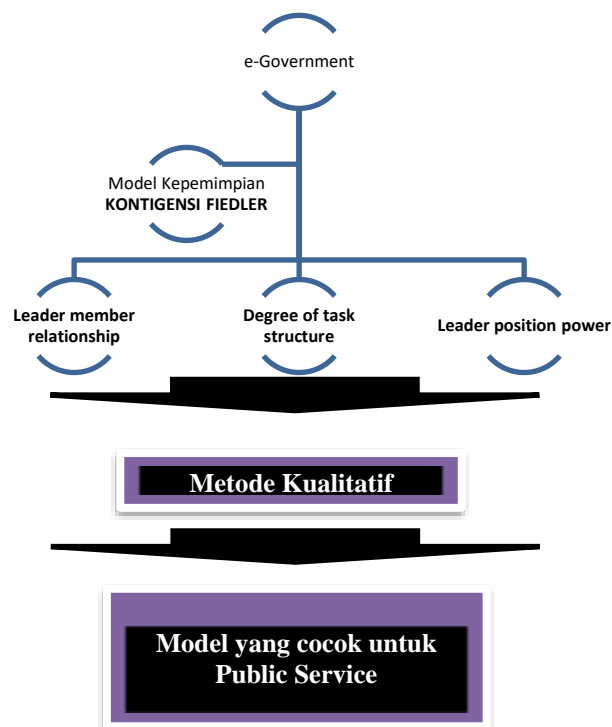 e-Government
Model Kepemimpian
KONTIGENSI FIEDLER
Leader member
relationship
Degree of task
structure
Leader position power
Metode Kualitatif
Model yang cocok untuk
Public Service